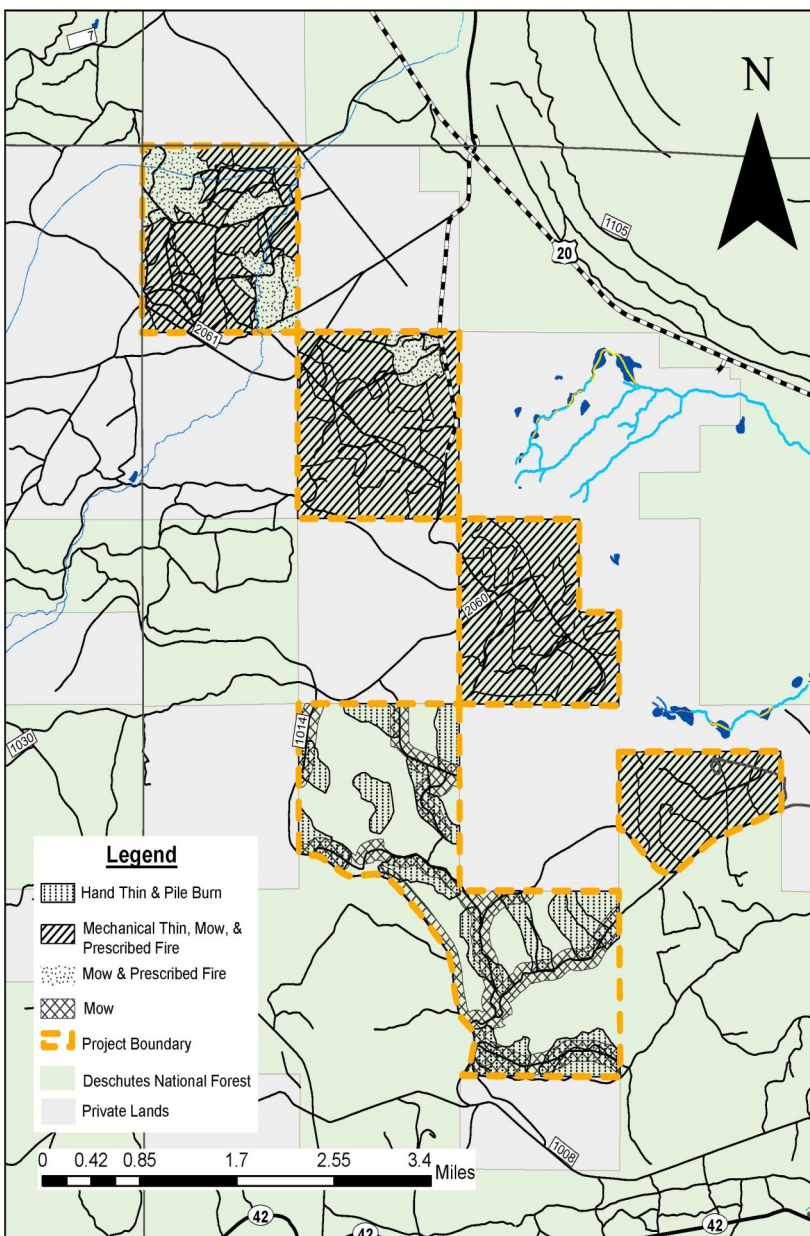 7
N
1105
20
2061
2060
1014
1030
Legend
Hand Thin & Pile Burn
Mechanical Thin, Mow, &
Prescribed Fire
Mow & Prescribed Fire
Mow
Project Boundary
Deschutes National Forest
Private Lands
1008
0 0.42 0.85 1.7 2.55 3.4
Miles
42
42
42